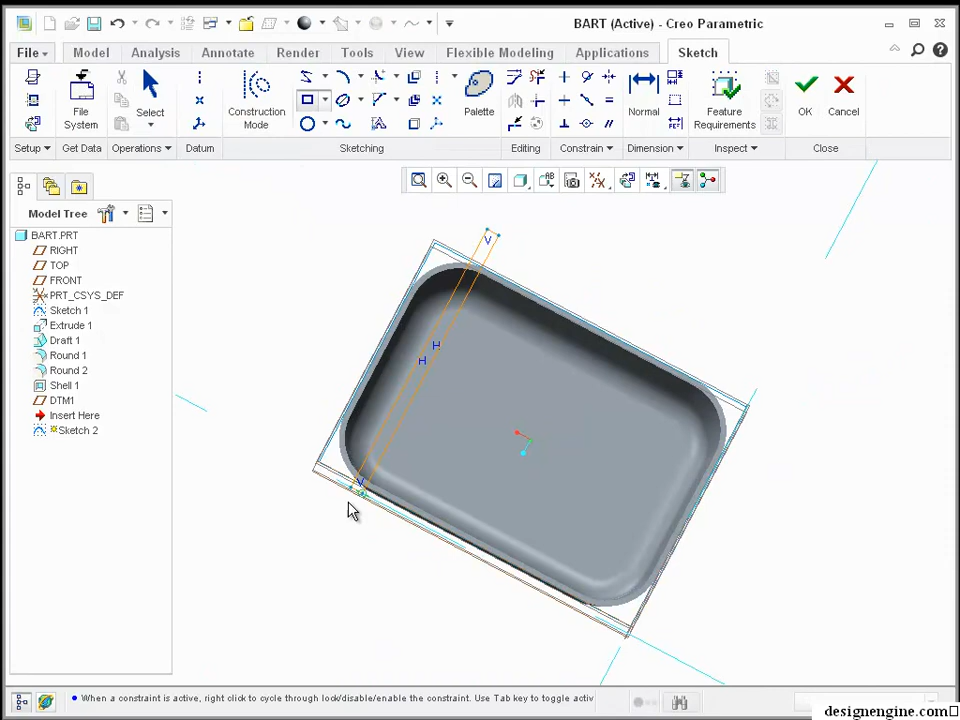 BART (Active) - Creo Parametric
File Model Analysis Annotate Render Tools View Flexible Modeling Applications Sketch
File System
Select
Construction Mode
Palette
Normal
Feature Requirements
OK
Cancel
Setup Get Data Operations Datum Sketching Editing Constrain Dimension Inspect Close
Model Tree
BART.PRT
RIGHT
TOP
FRONT
PRT_CSYS_DEF
Sketch 1
Extrude 1
Draft 1
Round 1
Round 2
Shell 1
DTM1
Insert Here
Sketch 2
V
H
H
V
When a constraint is active, right click to cycle through lock/disable/enable the constraint. Use Tab key to toggle activ
designengine.com